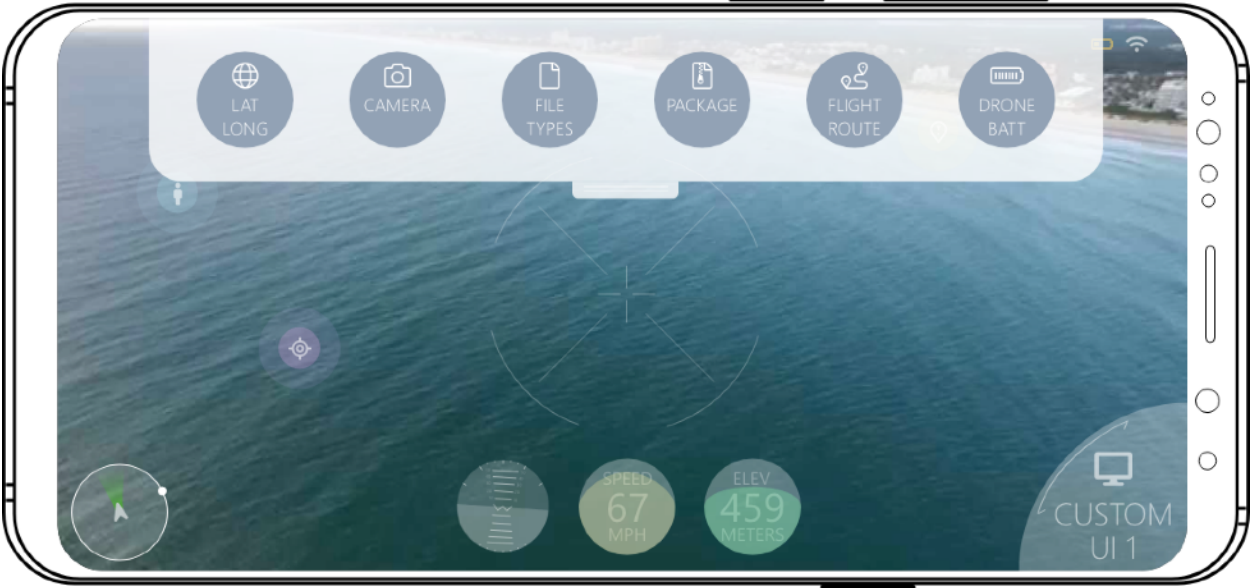 LAT
LONG
CAMERA
FILE
TYPES
PACKAGE
FLIGHT
ROUTE
DRONE
BATT
SPEED
67
MPH
ELEV
459
METERS
CUSTOM
UI 1